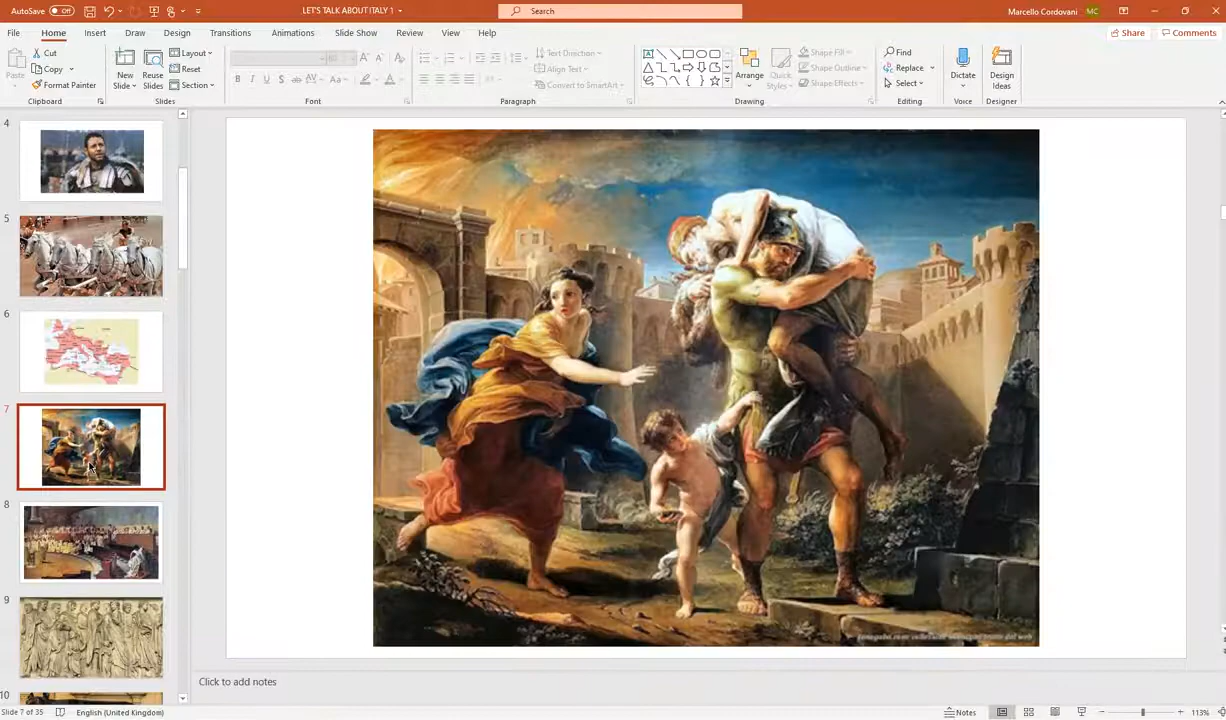 AutoSave Off
LET'S TALK ABOUT ITALY 1
Search
Marcello Cordovani MC
File Home Insert Draw Design Transitions Animations Slide Show Review View Help
Share Comments
Paste
Cut
Copy
Format Painter
Clipboard
New Slide
Reuse Slides
Layout
Reset
Section
Slides
Font
Paragraph
Text Direction
Align Text
Convert to SmartArt
Arrange
Quick Styles
Shape Fill
Shape Outline
Shape Effects
Drawing
Find
Replace
Select
Editing
Dictate
Voice
Design Ideas
Designer
4
5
6
7
8
9
10
Click to add notes
Slide 7 of 35
English (United Kingdom)
Notes
113%